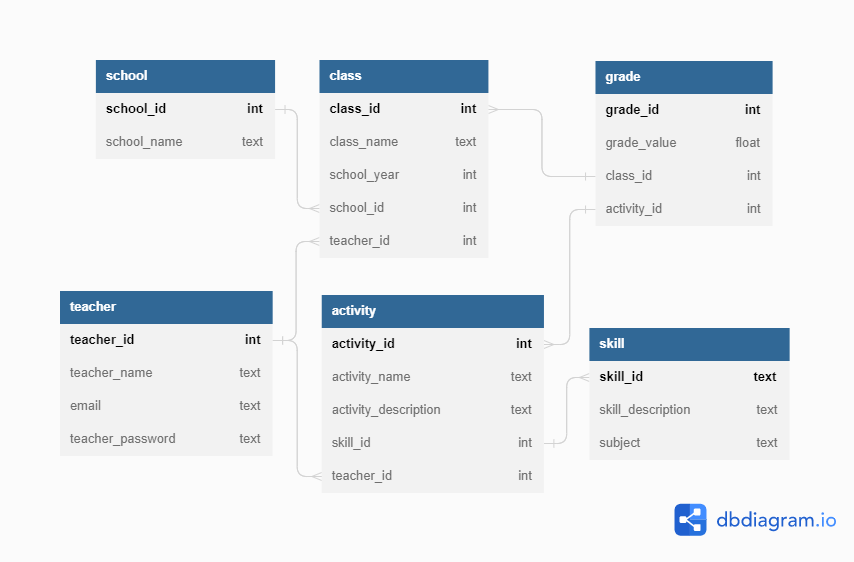 school
school_id int
school_name text
class
class_id int
class_name text
school_year int
school_id int
teacher_id int
grade
grade_id int
grade_value float
class_id int
activity_id int
teacher
teacher_id int
teacher_name text
email text
teacher_password text
activity
activity_id int
activity_name text
activity_description text
skill_id int
teacher_id int
skill
skill_id text
skill_description text
subject text
dbdiagram.io